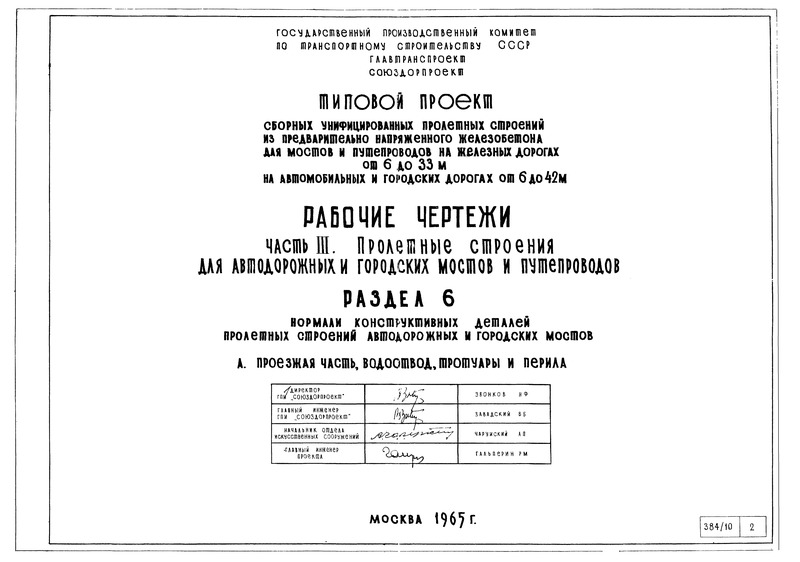 ГОСУДАРСТВЕННЫЙ ПРОИЗВОДСТВЕННЫЙ КОМИТЕТ
ПО ТРАНСПОРТНОМУ СТРОИТЕЛЬСТВУ СССР
ГЛАВТРАНСПРОЕКТ
СОЮЗДОРПРОЕКТ
ТИПОВОЙ ПРОЕКТ
СБОРНЫХ УНИФИЦИРОВАННЫХ ПРОЛЕТНЫХ СТРОЕНИЙ
ИЗ ПРЕДВАРИТЕЛЬНО НАПРЯЖЕННОГО ЖЕЛЕЗОБЕТОНА
ДЛЯ МОСТОВ И ПУТЕПРОВОДОВ НА ЖЕЛЕЗНЫХ ДОРОГАХ
ОТ 6 ДО 33 М
НА АВТОМОБИЛЬНЫХ И ГОРОДСКИХ ДОРОГАХ ОТ 6 ДО 42М
РАБОЧИЕ ЧЕРТЕЖИ
ЧАСТЬ III. ПРОЛЕТНЫЕ СТРОЕНИЯ
ДЛЯ АВТОДОРОЖНЫХ И ГОРОДСКИХ МОСТОВ И ПУТЕПРОВОДОВ
РАЗДЕЛ 6
НОРМАЛИ КОНСТРУКТИВНЫХ ДЕТАЛЕЙ
ПРОЛЕТНЫХ СТРОЕНИЙ АВТОДОРОЖНЫХ И ГОРОДСКИХ МОСТОВ
А. ПРОЕЗЖАЯ ЧАСТЬ, ВОДООТВОД, ТРОТУАРЫ И ПЕРИЛА
ДИРЕКТОР
ГПИ "СОЮЗДОРПРОЕКТ"
ЗВОНКОВ НФ
ГЛАВНЫЙ ИНЖЕНЕР
ГПИ "СОЮЗДОРПРОЕКТ"
ЗАВАДСКИЙ ВБ
НАЧАЛЬНИК ОТДЕЛА
ИСКУССТВЕННЫХ СООРУЖЕНИЙ
ЧАРУЙСКИЙ АП
ГЛАВНЫЙ ИНЖЕНЕР
ПРОЕКТА
ГАЛЬПЕРИН РМ
МОСКВА 1965 Г.
384/10 2